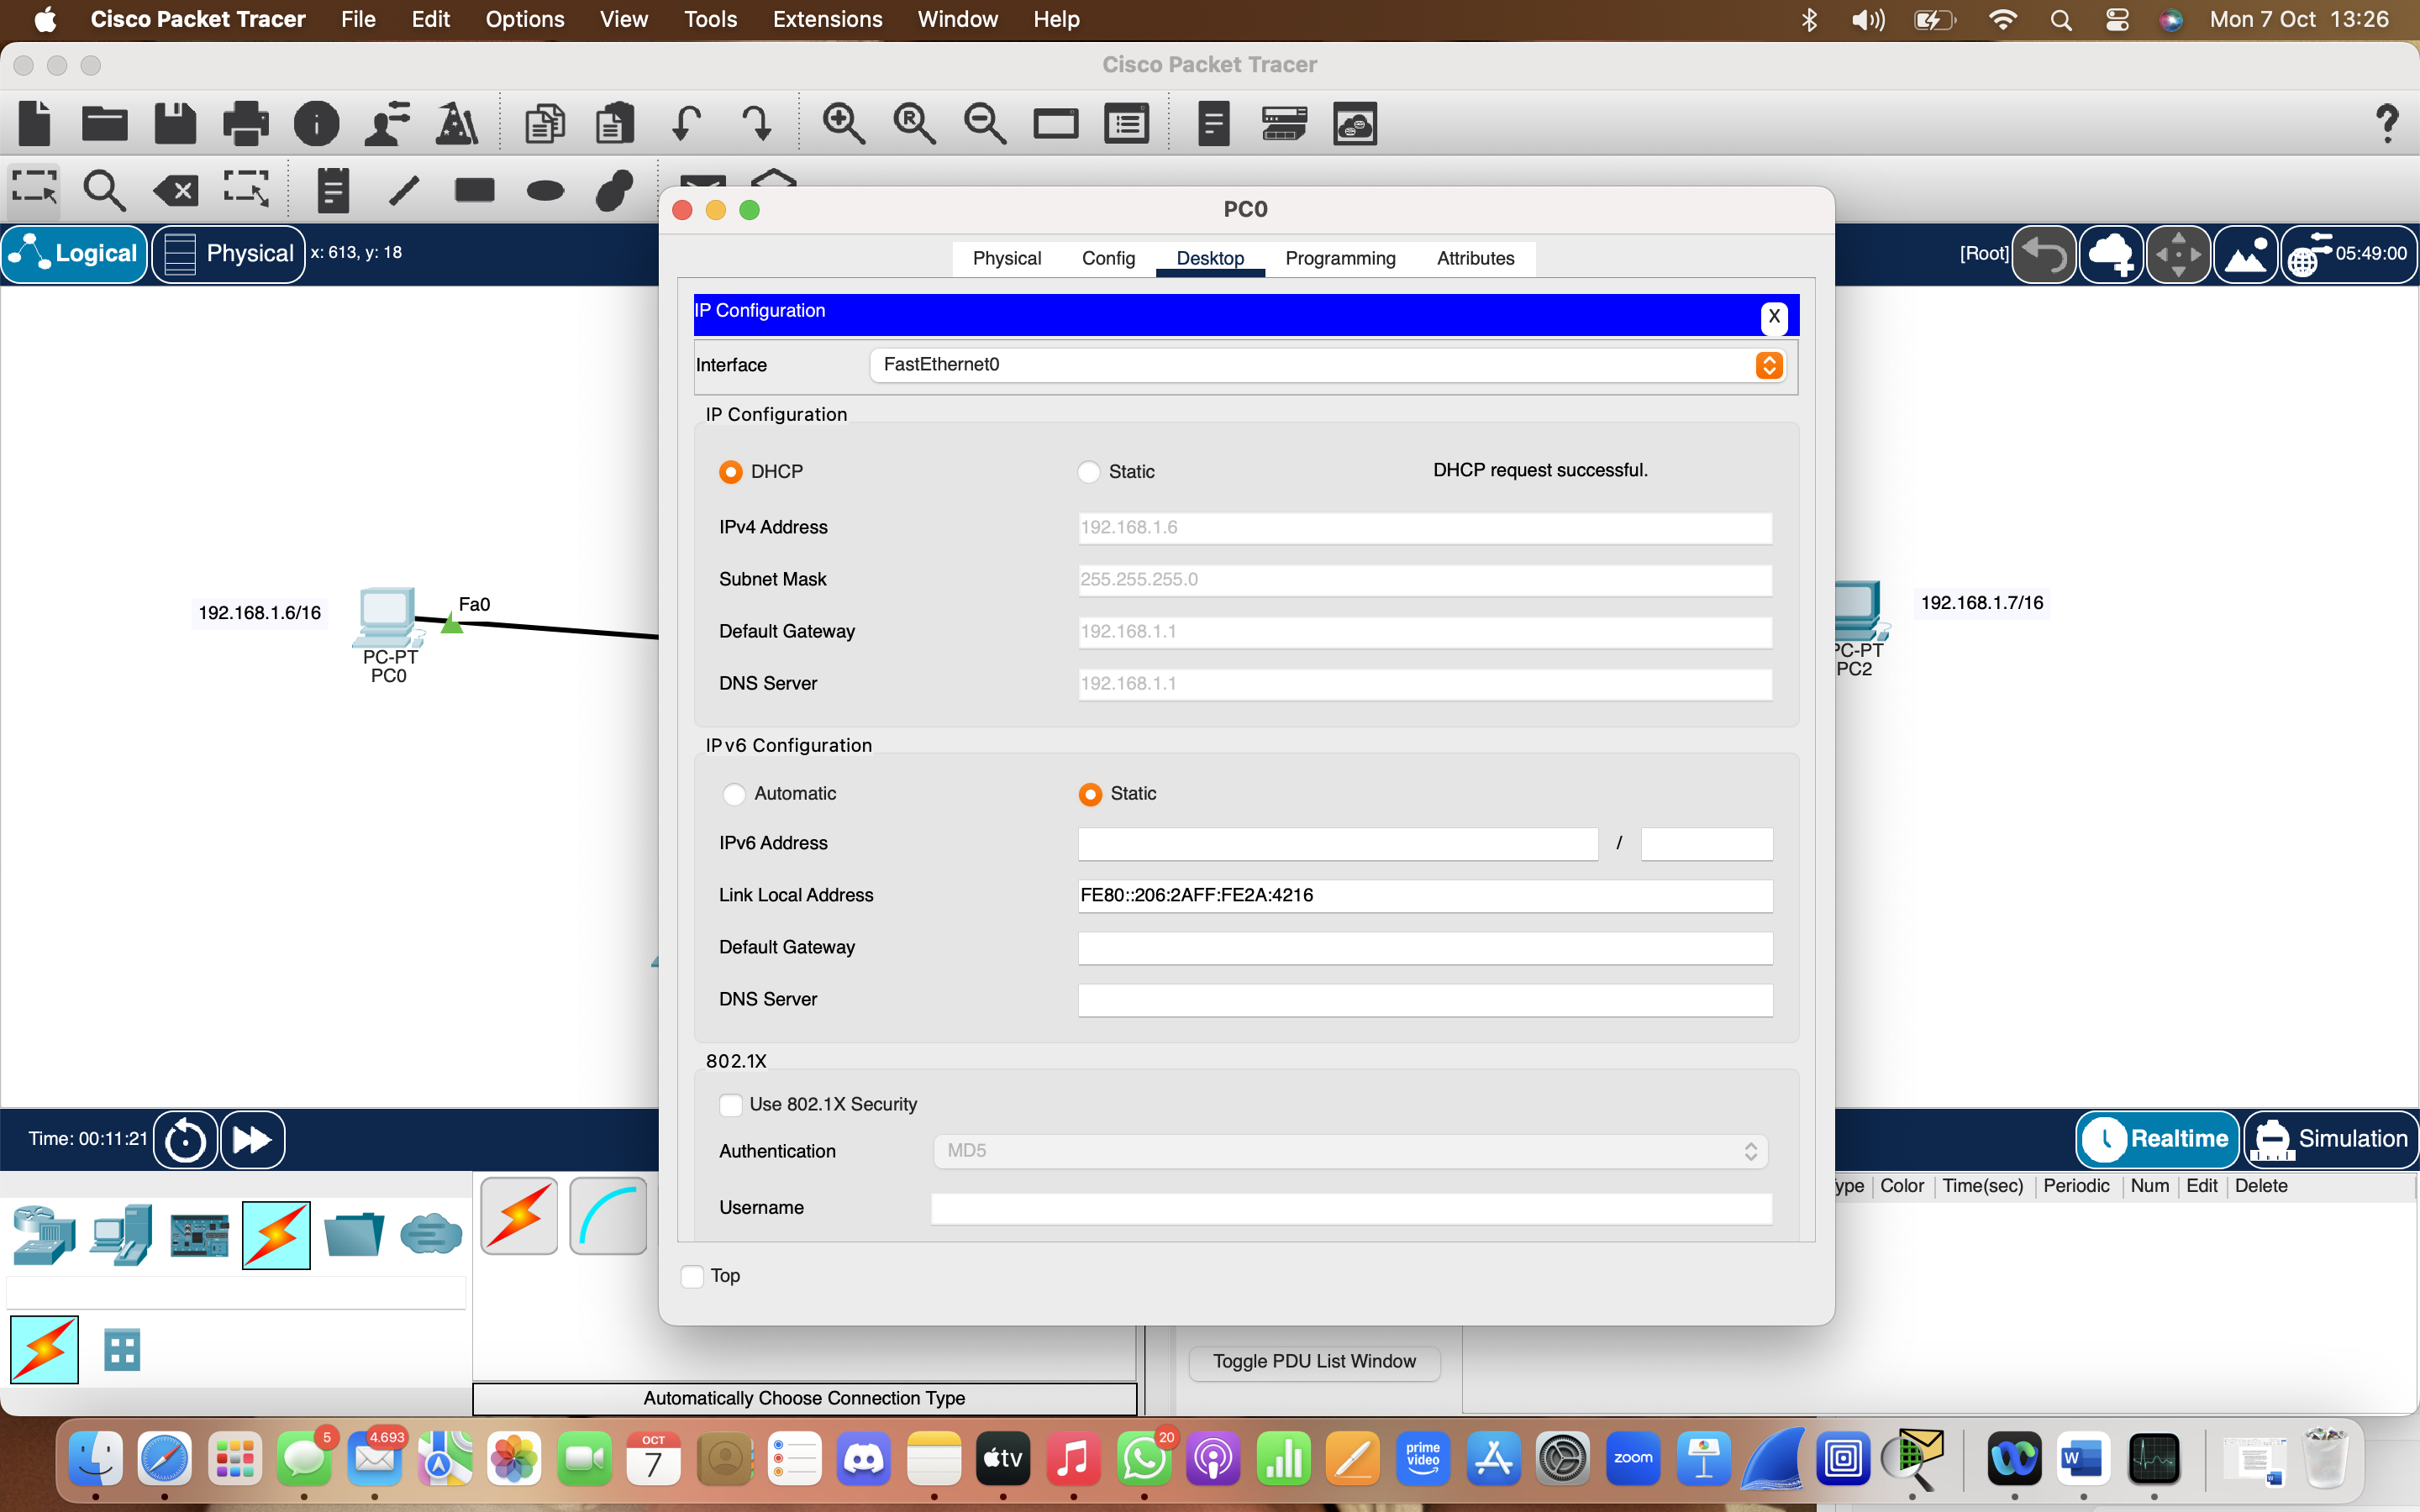 Cisco Packet Tracer File Edit Options View Tools Extensions Window Help Mon 7 Oct 13:26
Cisco Packet Tracer
PC0
Logical Physical x: 613, y: 18 [Root] 05:49:00
Physical Config Desktop Programming Attributes
IP Configuration X
Interface FastEthernet0
IP Configuration
DHCP Static DHCP request successful.
IPv4 Address 192.168.1.6
Subnet Mask 255.255.255.0
Default Gateway 192.168.1.1
DNS Server 192.168.1.1
192.168.1.6/16
Fa0
PC-PT
PC0
192.168.1.7/16
PC-PT
PC2
IPv6 Configuration
Automatic Static
IPv6 Address /
Link Local Address FE80::206:2AFF:FE2A:4216
Default Gateway
DNS Server
802.1X
Use 802.1X Security
Authentication MD5
Username
Top
Time: 00:11:21 Realtime Simulation
ype Color Time(sec) Periodic Num Edit Delete
Toggle PDU List Window
Automatically Choose Connection Type
5 4.693 OCT 7 tv 20 prime video zoom W